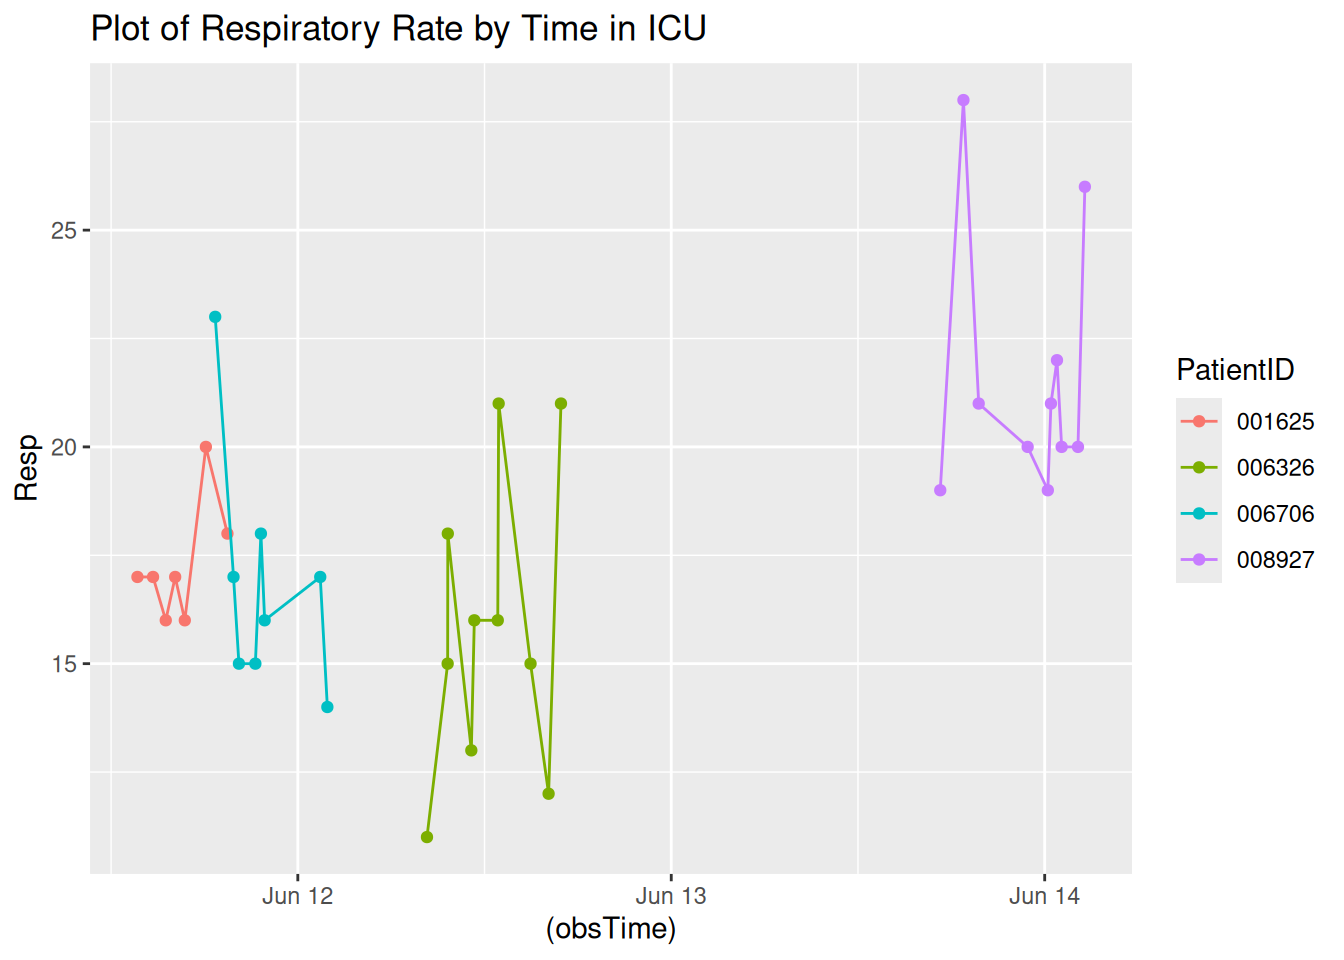 Plot of Respiratory Rate by Time in ICU
25
20
15
Resp
Jun 12
Jun 13
Jun 14
(obsTime)
PatientID
001625
006326
006706
008927